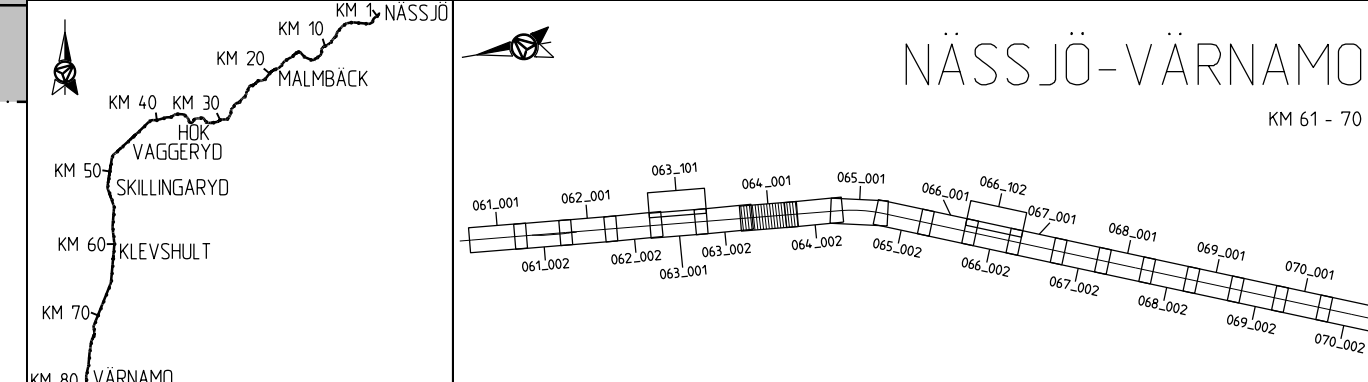 KM 1
NÄSSJÖ
KM 10
KM 20
MALMBÄCK
KM 40
KM 30
HOK
VAGGERYD
KM 50
SKILLINGARYD
KM 60
KLEVSHULT
KM 70
KM 80
VÄRNAMO
NÄSSJÖ-VÄRNAMO
KM 61 - 70
061_001
062_001
063_101
064_001
065_001
066_001
066_102
067_001
068_001
069_001
070_001
061_002
062_002
063_001
063_002
064_002
065_002
066_002
067_002
068_002
069_002
070_002